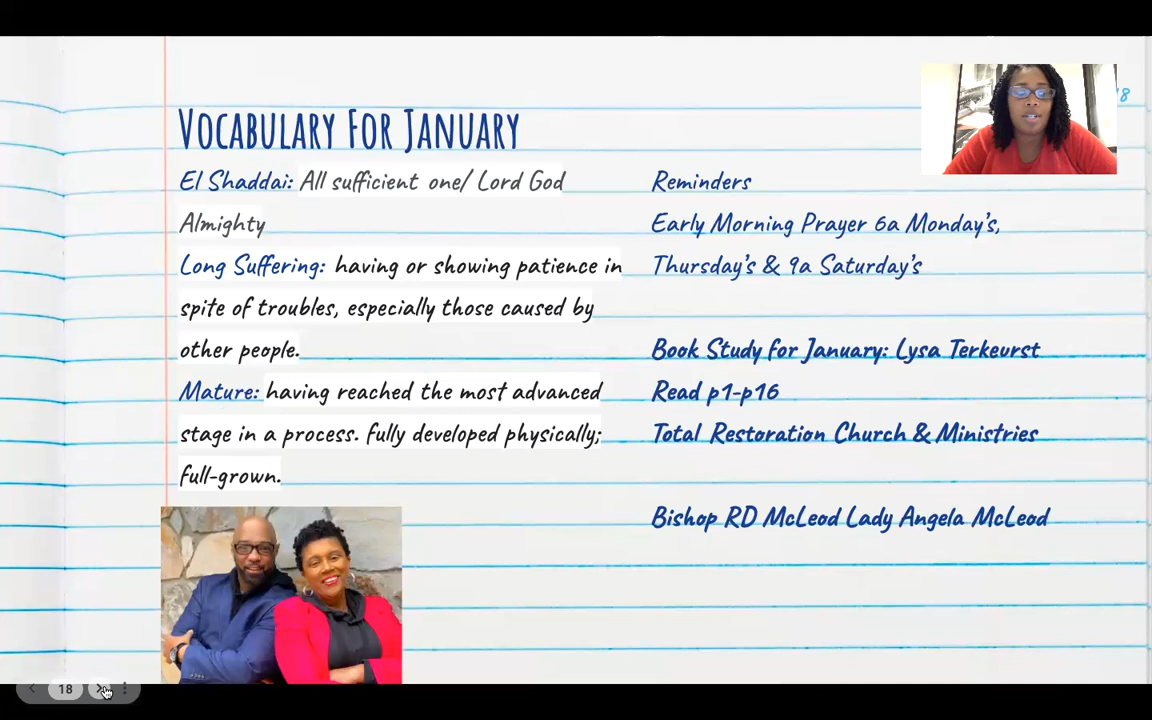 VOCABULARY FOR JANUARY
El Shaddai: All sufficient one/ Lord God
Almighty
Long Suffering: having or showing patience in
spite of troubles, especially those caused by
other people.
Mature: having reached the most advanced
stage in a process. fully developed physically;
full-grown.
Reminders
Early Morning Prayer 6a Monday's,
Thursday's & 9a Saturday's
Book Study for January: Lysa Terkeurst
Read p1-p16
Total Restoration Church & Ministries
Bishop RD McLeod Lady Angela McLeod
18